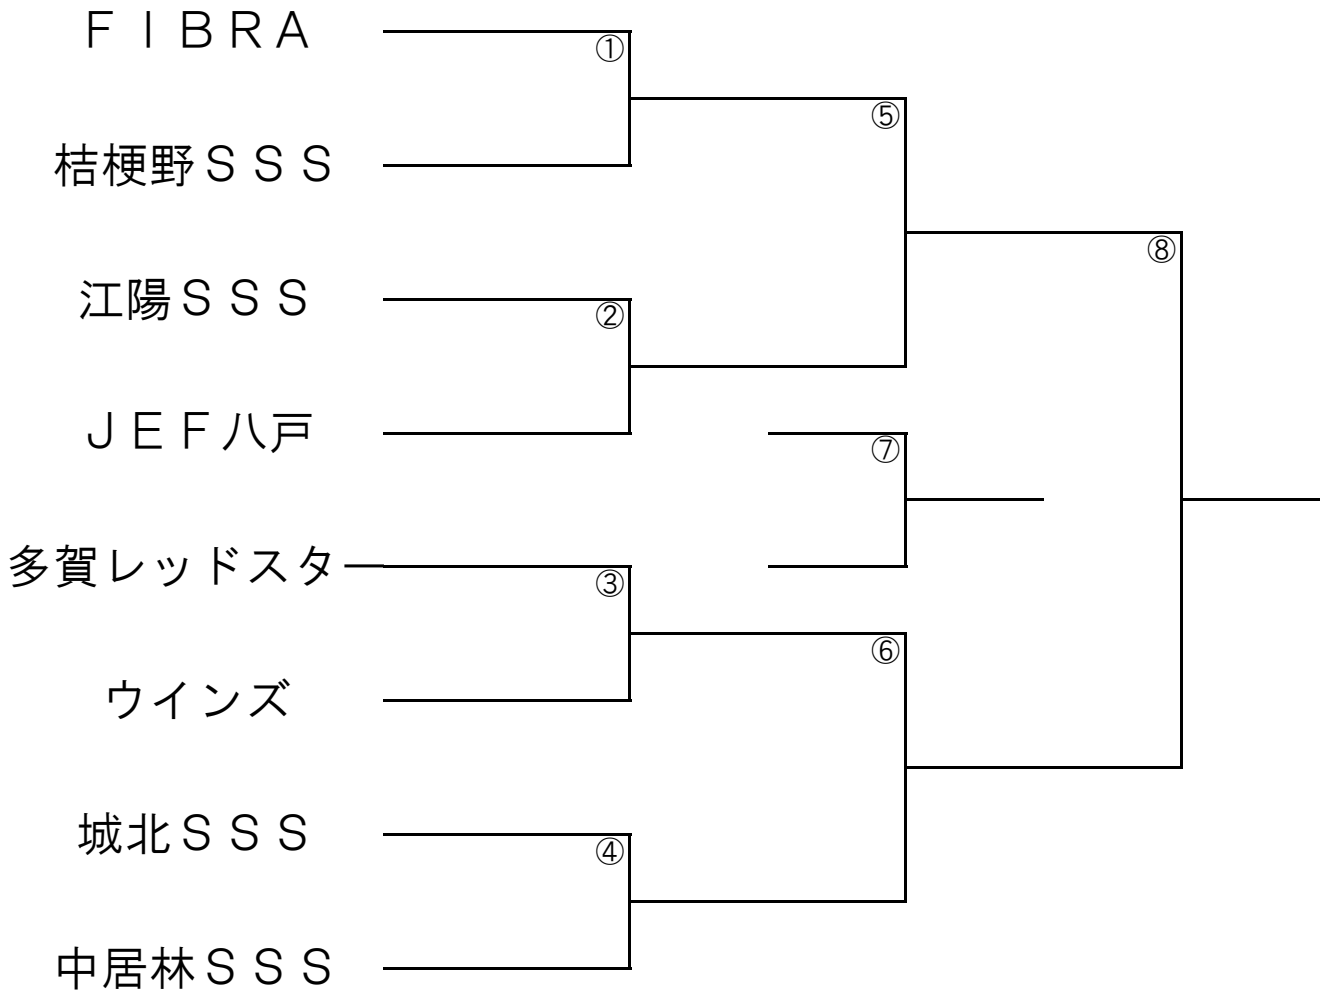 ＦＩＢＲＡ
①
⑤
桔梗野ＳＳＳ
⑧
江陽ＳＳＳ
②
ＪＥＦ八戸
⑦
多賀レッドスター
③
⑥
ウインズ
城北ＳＳＳ
④
中居林ＳＳＳ